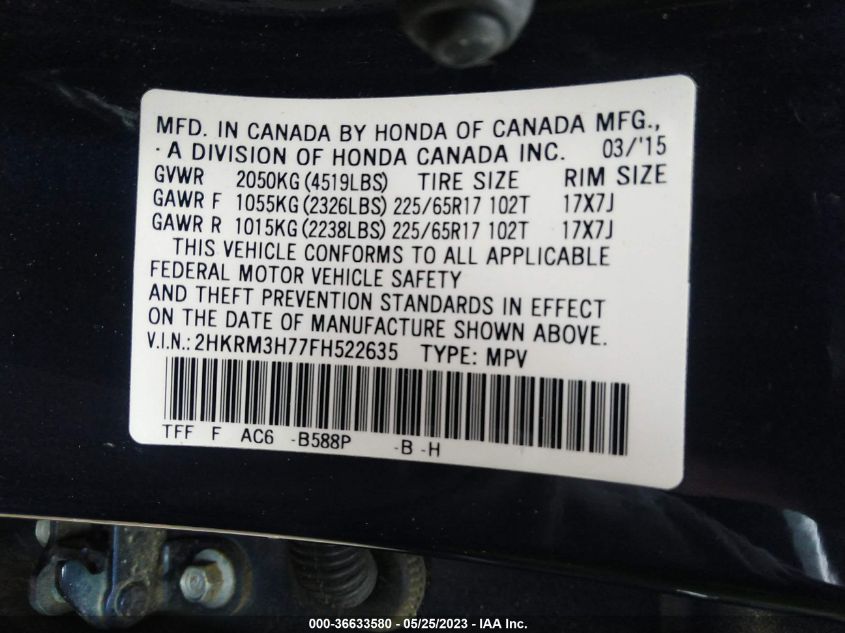 MFD. IN CANADA BY HONDA OF CANADA MFG.,
A DIVISION OF HONDA CANADA INC. 03/'15
GVWR 2050KG (4519LBS) TIRE SIZE RIM SIZE
GAWR F 1055KG (2326LBS) 225/65R17 102T 17X7J
GAWR R 1015KG (2238LBS) 225/65R17 102T 17X7J
THIS VEHICLE CONFORMS TO ALL APPLICABLE
FEDERAL MOTOR VEHICLE SAFETY
AND THEFT PREVENTION STANDARDS IN EFFECT
ON THE DATE OF MANUFACTURE SHOWN ABOVE.
V.I.N.: 2HKRM3H77FH522635 TYPE: MPV
TFF F AC6 -B588P -B -H
000-36633580 - 05/25/2023 - IAA Inc.